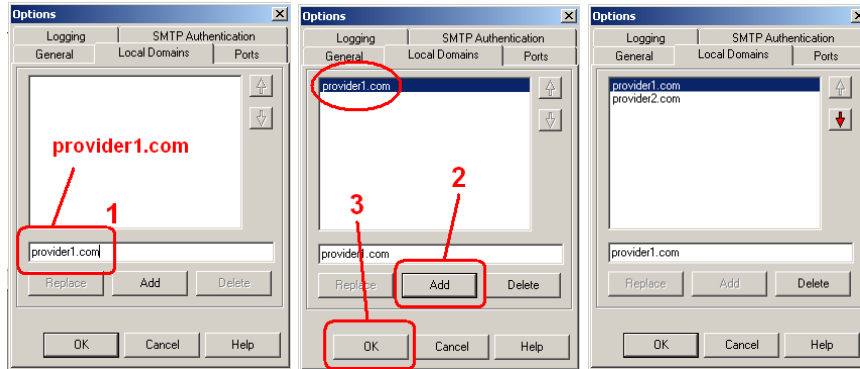 Options
Logging SMTP Authentication
General Local Domains Ports
provider1.com
1
provider1.com
Replace Add Delete
OK Cancel Help
Options
Logging SMTP Authentication
General Local Domains Ports
provider1.com
2
3
provider1.com
Replace Add Delete
OK Cancel Help
Options
Logging SMTP Authentication
General Local Domains Ports
provider1.com
provider2.com
provider1.com
Replace Add Delete
OK Cancel Help